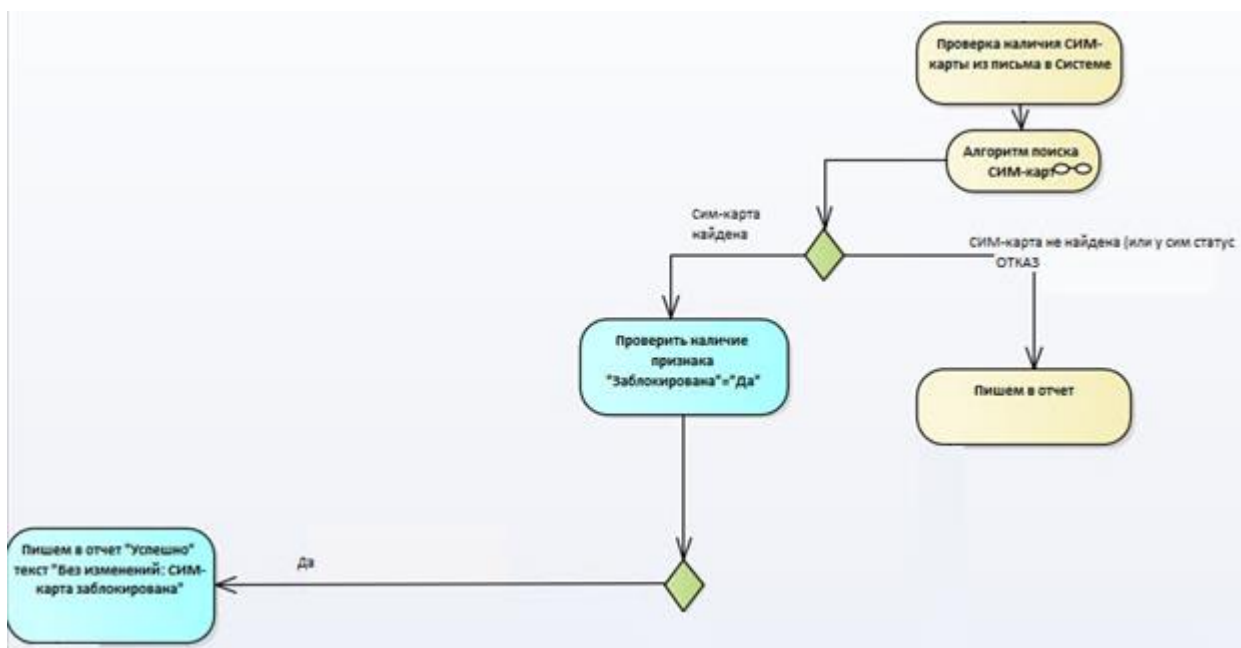 Проверка наличия СИМ-
карты из письма в Системе
Алгоритм поиска
СИМ-карт
Сим-карта
найдена
СИМ-карта не найдена (или у сим статус
ОТКАЗ
Проверить наличие
признака
"Заблокирована"="Да"
Пишем в отчет
Пишем в отчет "Успешно"
текст "Без изменений: СИМ-
карта заблокирована"
Да